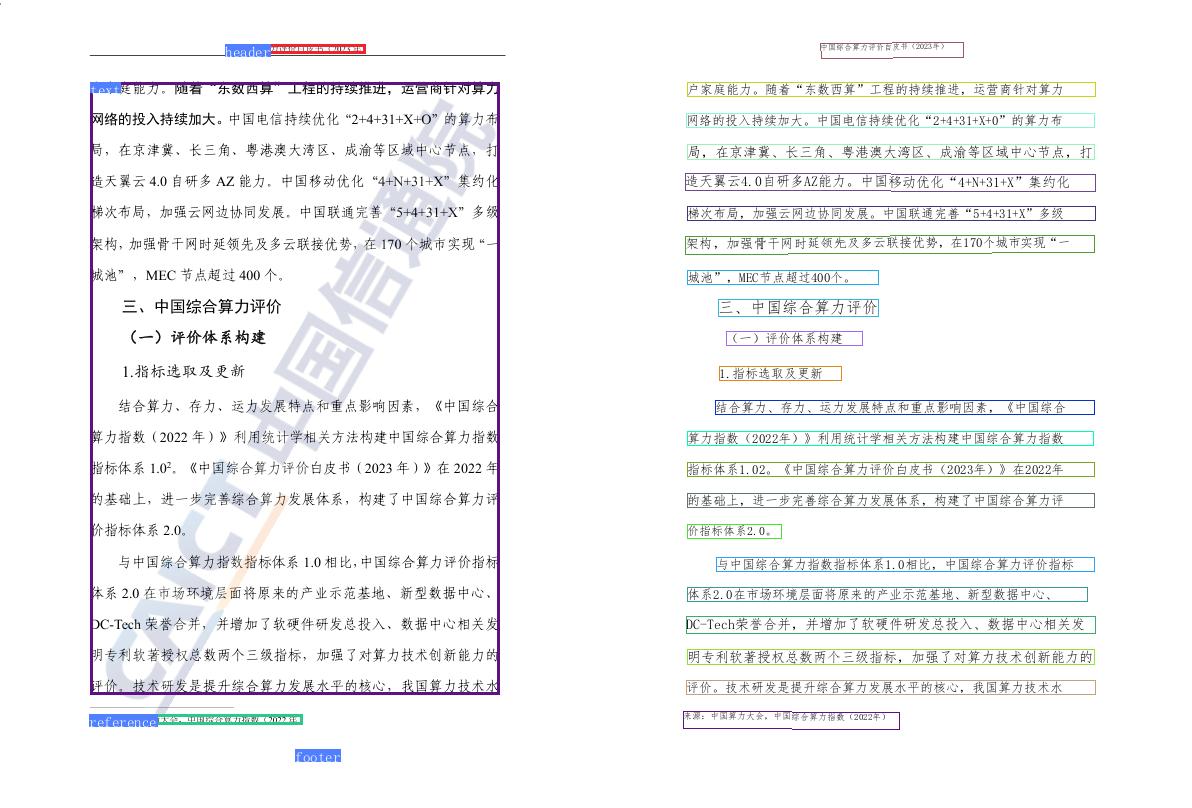 header
text
庭能力。随着“东数西算”工程的持续推进，运营商针对算力
网络的投入持续加大。中国电信持续优化“2+4+31+X+O”的算力布
局，在京津冀、长三角、粤港澳大湾区、成渝等区域中心节点，打
造天翼云 4.0 自研多 AZ 能力。中国移动优化“4+N+31+X”集约化
梯次布局，加强云网边协同发展。中国联通完善“5+4+31+X”多级
架构，加强骨干网时延领先及多云联接优势，在 170 个城市实现“一
城池”，MEC 节点超过 400 个。
三、中国综合算力评价
（一）评价体系构建
1.指标选取及更新
结合算力、存力、运力发展特点和重点影响因素，《中国综合
算力指数（2022 年）》利用统计学相关方法构建中国综合算力指数
指标体系 1.0²。《中国综合算力评价白皮书（2023 年）》在 2022 年
的基础上，进一步完善综合算力发展体系，构建了中国综合算力评
价指标体系 2.0。
与中国综合算力指数指标体系 1.0 相比，中国综合算力评价指标
体系 2.0 在市场环境层面将原来的产业示范基地、新型数据中心、
DC-Tech 荣誉合并，并增加了软硬件研发总投入、数据中心相关发
明专利软著授权总数两个三级指标，加强了对算力技术创新能力的
评价。技术研发是提升综合算力发展水平的核心，我国算力技术水
reference
大会，中国综合算力指数（2022 年
footer
中国信通院
CAICT
中国综合算力评价白皮书（2023年）
户家庭能力。随着“东数西算”工程的持续推进，运营商针对算力
网络的投入持续加大。中国电信持续优化“2+4+31+X+O”的算力布
局，在京津冀、长三角、粤港澳大湾区、成渝等区域中心节点，打
造天翼云4.0自研多AZ能力。中国移动优化“4+N+31+X”集约化
梯次布局，加强云网边协同发展。中国联通完善“5+4+31+X”多级
架构，加强骨干网时延领先及多云联接优势，在170个城市实现“一
城池”，MEC节点超过400个。
三、中国综合算力评价
（一）评价体系构建
1.指标选取及更新
结合算力、存力、运力发展特点和重点影响因素，《中国综合
算力指数（2022年）》利用统计学相关方法构建中国综合算力指数
指标体系1.02。《中国综合算力评价白皮书（2023年）》在2022年
的基础上，进一步完善综合算力发展体系，构建了中国综合算力评
价指标体系2.0。
与中国综合算力指数指标体系1.0相比，中国综合算力评价指标
体系2.0在市场环境层面将原来的产业示范基地、新型数据中心、
DC-Tech荣誉合并，并增加了软硬件研发总投入、数据中心相关发
明专利软著授权总数两个三级指标，加强了对算力技术创新能力的
评价。技术研发是提升综合算力发展水平的核心，我国算力技术水
来源：中国算力大会，中国综合算力指数（2022年）